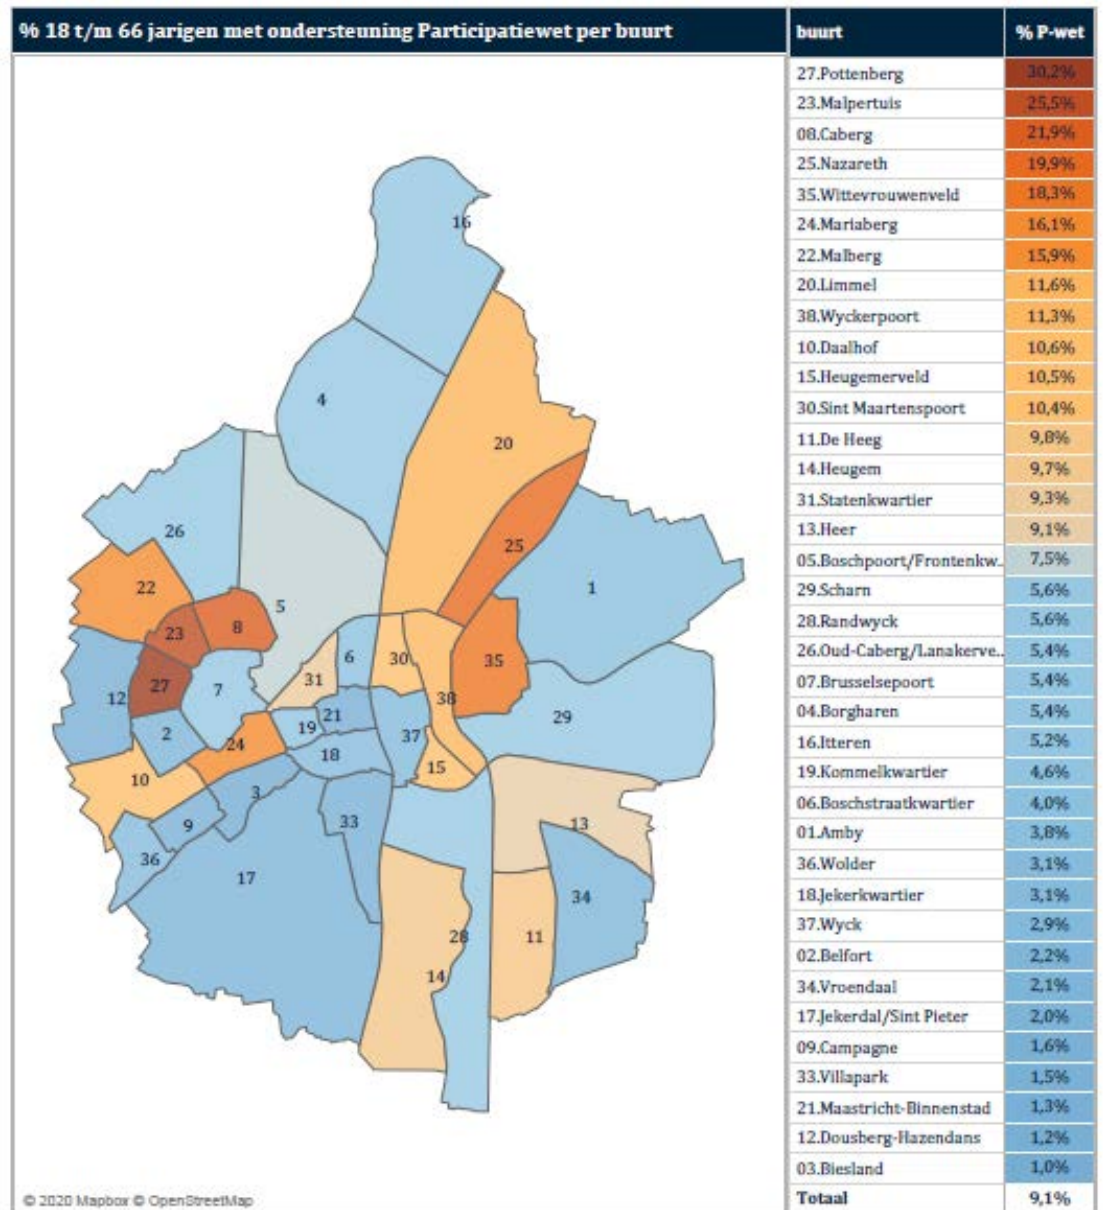 % 18 t/m 66 jarigen met ondersteuning Participatiewet per buurt
16
4
20
26
25
22
5
1
23
8
6
30
35
31
27
7
12
38
21
29
2
19
37
24
18
15
10
3
13
9
33
36
17
34
28
11
14
© 2020 Mapbox © OpenStreetMap
buurt % P-wet
27.Pottenberg 30,2%
23.Malpertuis 25,5%
08.Caberg 21,9%
25.Nazareth 19,9%
35.Wittevrouwenveld 18,3%
24.Mariaberg 16,1%
22.Malberg 15,9%
20.Limmel 11,6%
38.Wyckerpoort 11,3%
10.Daalhof 10,6%
15.Heugemerveld 10,5%
30.Sint Maartenspoort 10,4%
11.De Heeg 9,8%
14.Heugem 9,7%
31.Statenkwartier 9,3%
13.Heer 9,1%
05.Boschpoort/Frontenkw.. 7,5%
29.Scharn 5,6%
28.Randwyck 5,6%
26.Oud-Caberg/Lanakerve.. 5,4%
07.Brusselsepoort 5,4%
04.Borgharen 5,4%
16.Itteren 5,2%
19.Kommelkwartier 4,6%
06.Boschstraatkwartier 4,0%
01.Amby 3,8%
36.Wolder 3,1%
18.Jekerkwartier 3,1%
37.Wyck 2,9%
02.Belfort 2,2%
34.Vroendaal 2,1%
17.Jekerdal/Sint Pieter 2,0%
09.Campagne 1,6%
33.Villapark 1,5%
21.Maastricht-Binnenstad 1,3%
12.Dousberg-Hazendans 1,2%
03.Biesland 1,0%
Totaal 9,1%